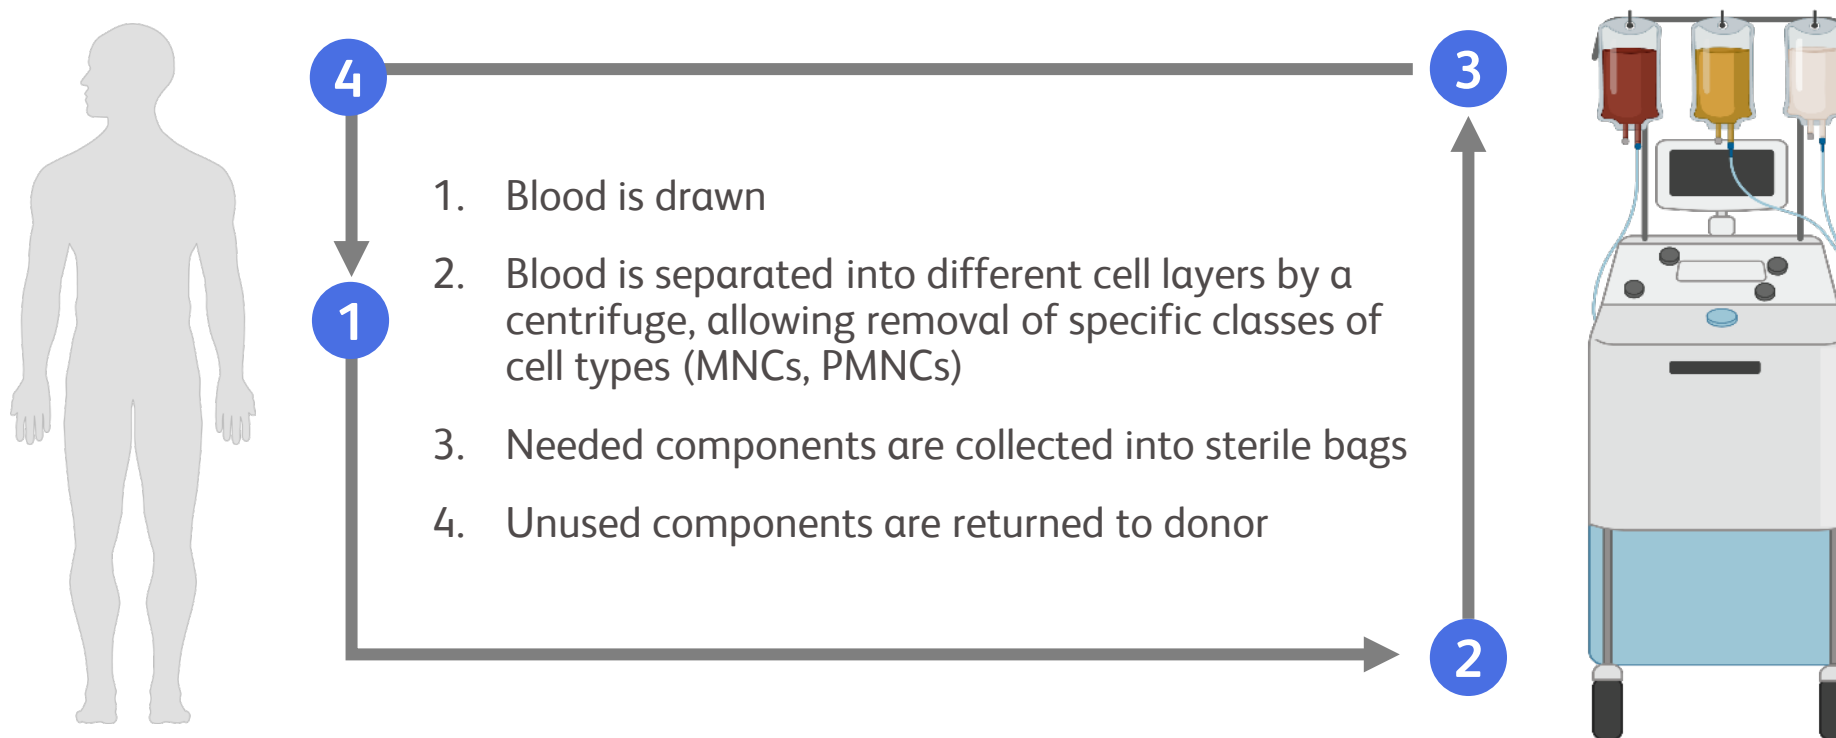 4
3
1. Blood is drawn
2. Blood is separated into different cell layers by a
centrifuge, allowing removal of specific classes of
cell types (MNCs, PMNCs)
1
3. Needed components are collected into sterile bags
4. Unused components are returned to donor
2